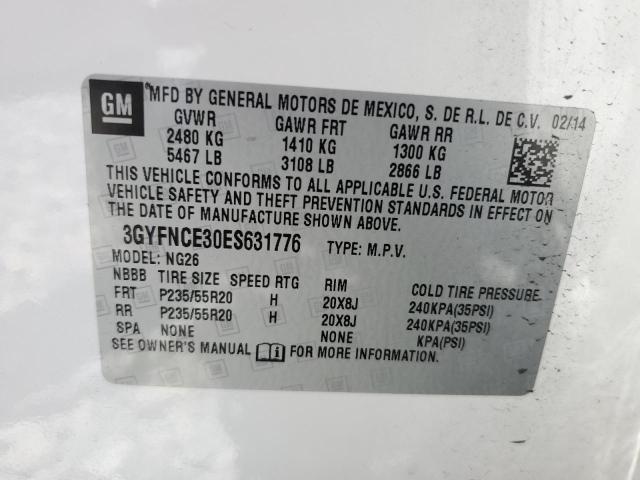 GM
MFD BY GENERAL MOTORS DE MEXICO, S. DE R.L. DE C.V. 02/14
GVWR GAWR FRT GAWR RR
2480 KG 1410 KG 1300 KG
5467 LB 3108 LB 2866 LB
THIS VEHICLE CONFORMS TO ALL APPLICABLE U.S. FEDERAL MOTOR
VEHICLE SAFETY AND THEFT PREVENTION STANDARDS IN EFFECT ON
THE DATE OF MANUFACTURE SHOWN ABOVE.
3GYFNCE30ES631776 TYPE: M.P.V.
MODEL: NG26
NBBB TIRE SIZE SPEED RTG RIM COLD TIRE PRESSURE
FRT P235/55R20 H 20X8J 240KPA(35PSI)
RR P235/55R20 H 20X8J 240KPA(35PSI)
SPA NONE NONE KPA(PSI)
SEE OWNER'S MANUAL FOR MORE INFORMATION.